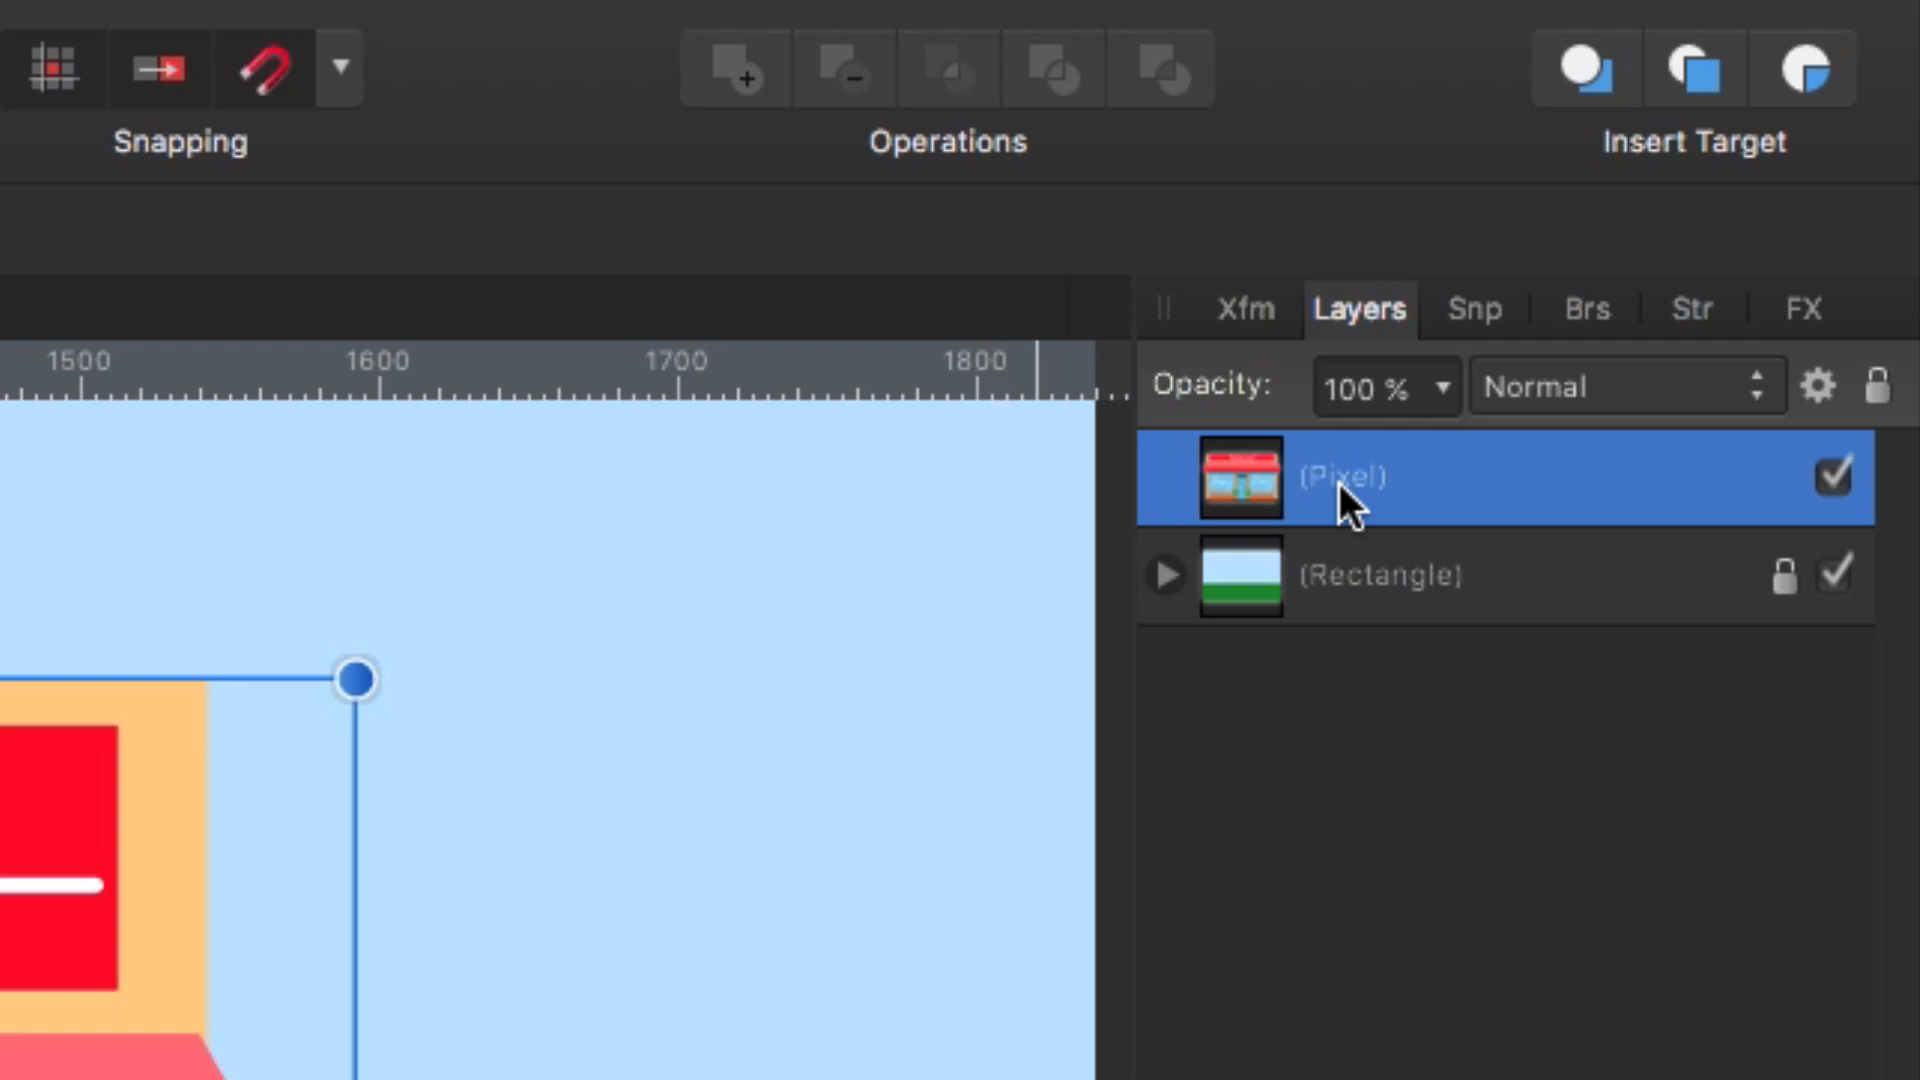 Snapping
Operations
Insert Target
Xfm
Layers
Snp
Brs
Str
FX
1500
1600
1700
1800
Opacity:
100 %
Normal
(Pixel)
(Rectangle)